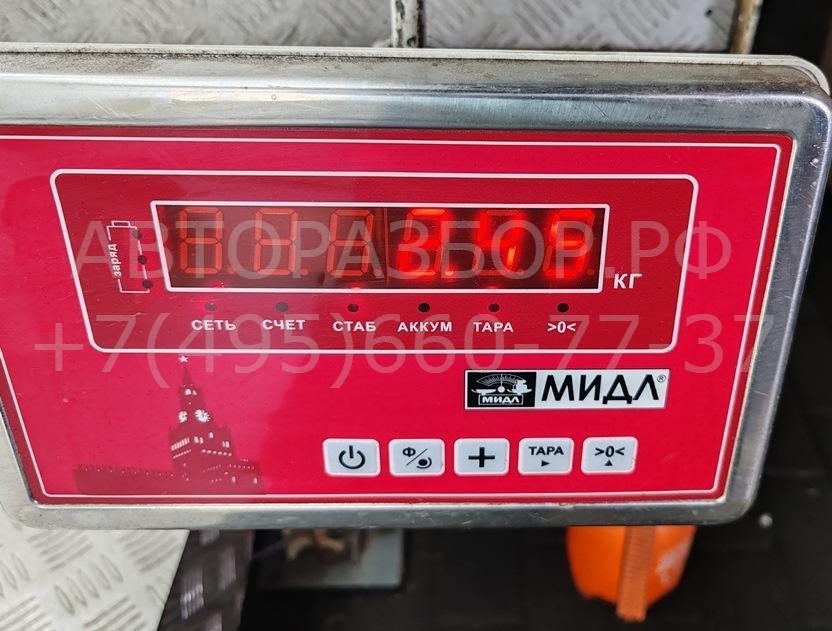 АВТОРАЗБОР.РФ
заряд
КГ
СЕТЬ СЧЕТ СТАБ АККУМ ТАРА >0<
+7(495)660-77-37
МИДЛ МИДЛ®
Ф ТАРА >0<